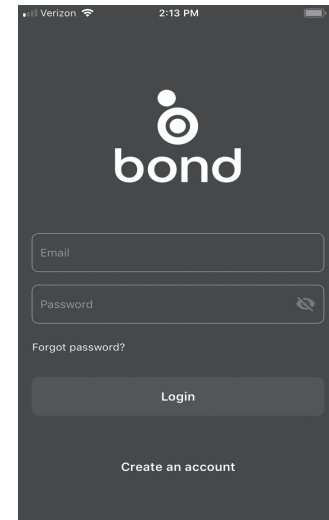 Verizon 2:13 PM
bond
Email
Password
Forgot password?
Login
Create an account